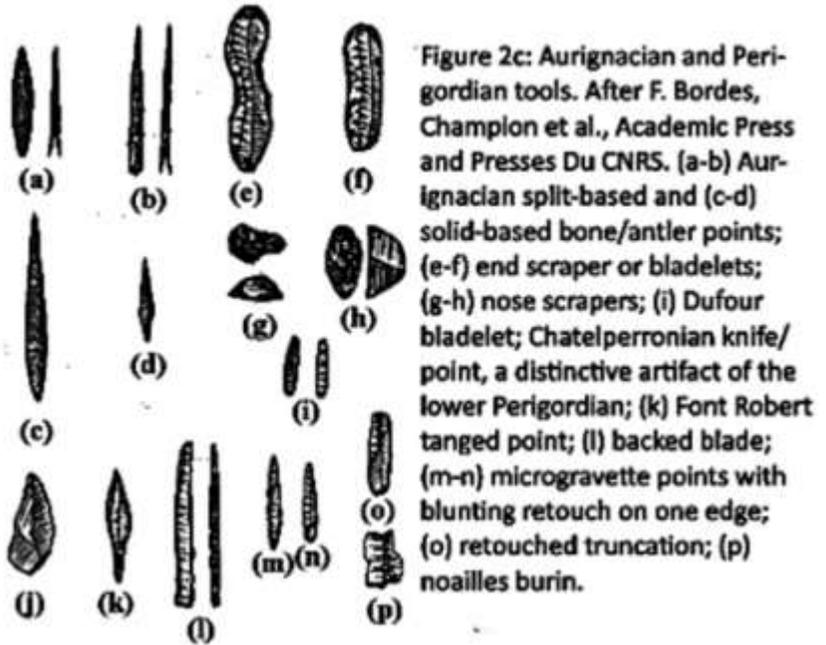 (a)
(b)
(e)
(f)
(c)
(d)
(g)
(h)
(i)
(j)
(k)
(l)
(m)
(n)
(o)
(p)
Figure 2c: Aurignacian and Peri-
gordian tools. After F. Bordes,
Champion et al., Academic Press
and Presses Du CNRS. (a-b) Aur-
ignacian split-based and (c-d)
solid-based bone/antler points;
(e-f) end scraper or bladelets;
(g-h) nose scrapers; (i) Dufour
bladelet; Chatelperronian knife/
point, a distinctive artifact of the
lower Perigordian; (k) Font Robert
tanged point; (l) backed blade;
(m-n) microgravette points with
blunting retouch on one edge;
(o) retouched truncation; (p)
noailles burin.